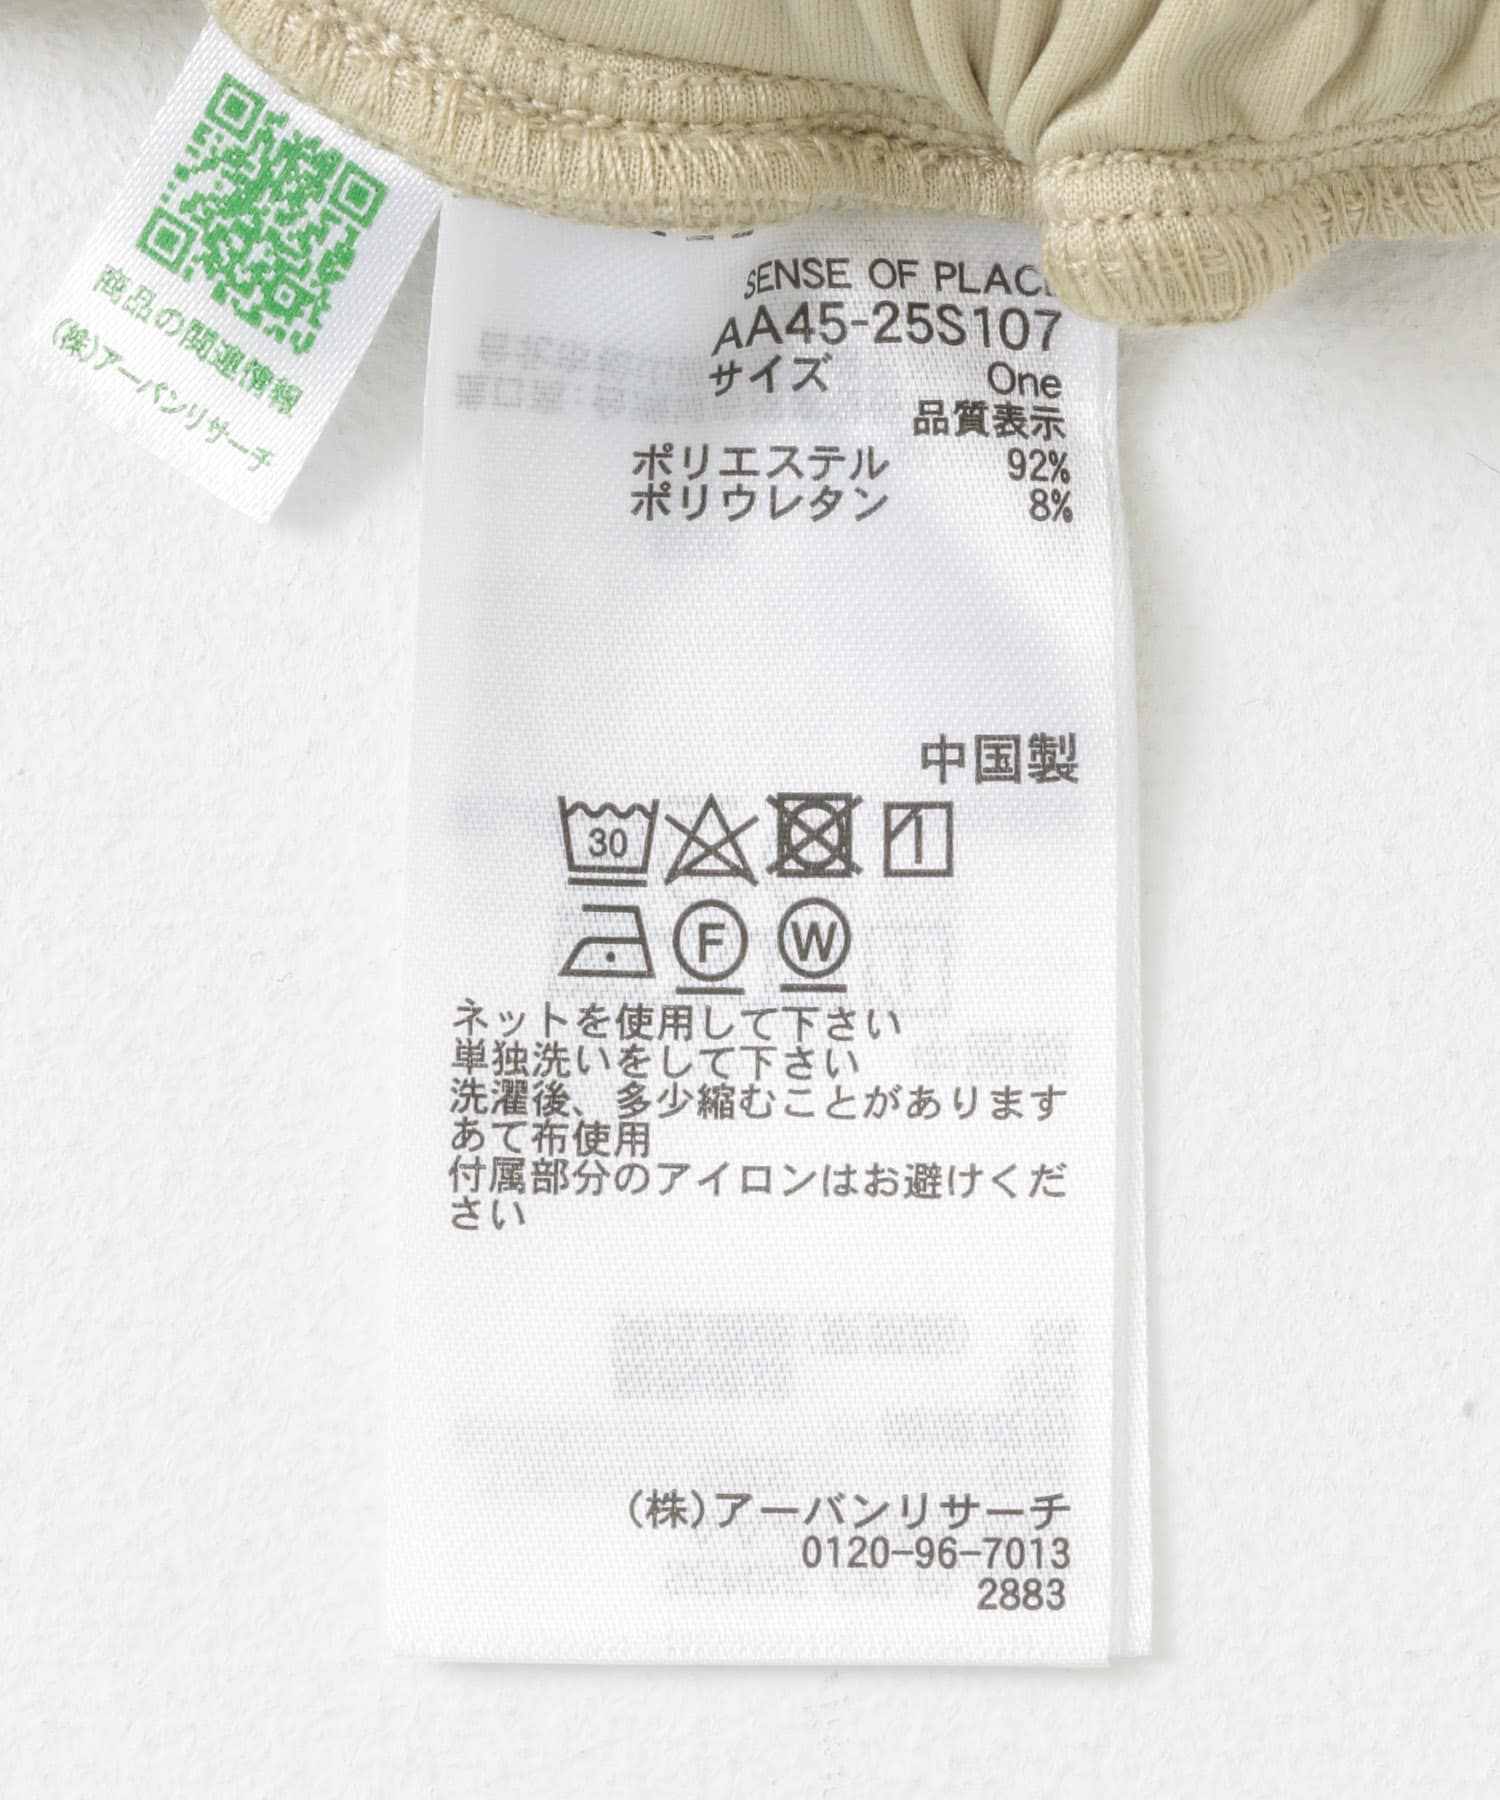 商品の関連情報
(株)アーバンリサーチ
SENSE OF PLACE
AA45-25S107
サイズ One
品質表示
ポリエステル 92%
ポリウレタン 8%
中国製
30
1
F W
ネットを使用して下さい
単独洗いをして下さい
洗濯後、多少縮むことがあります
あて布使用
付属部分のアイロンはお避けくだ
さい
(株)アーバンリサーチ
0120-96-7013
2883